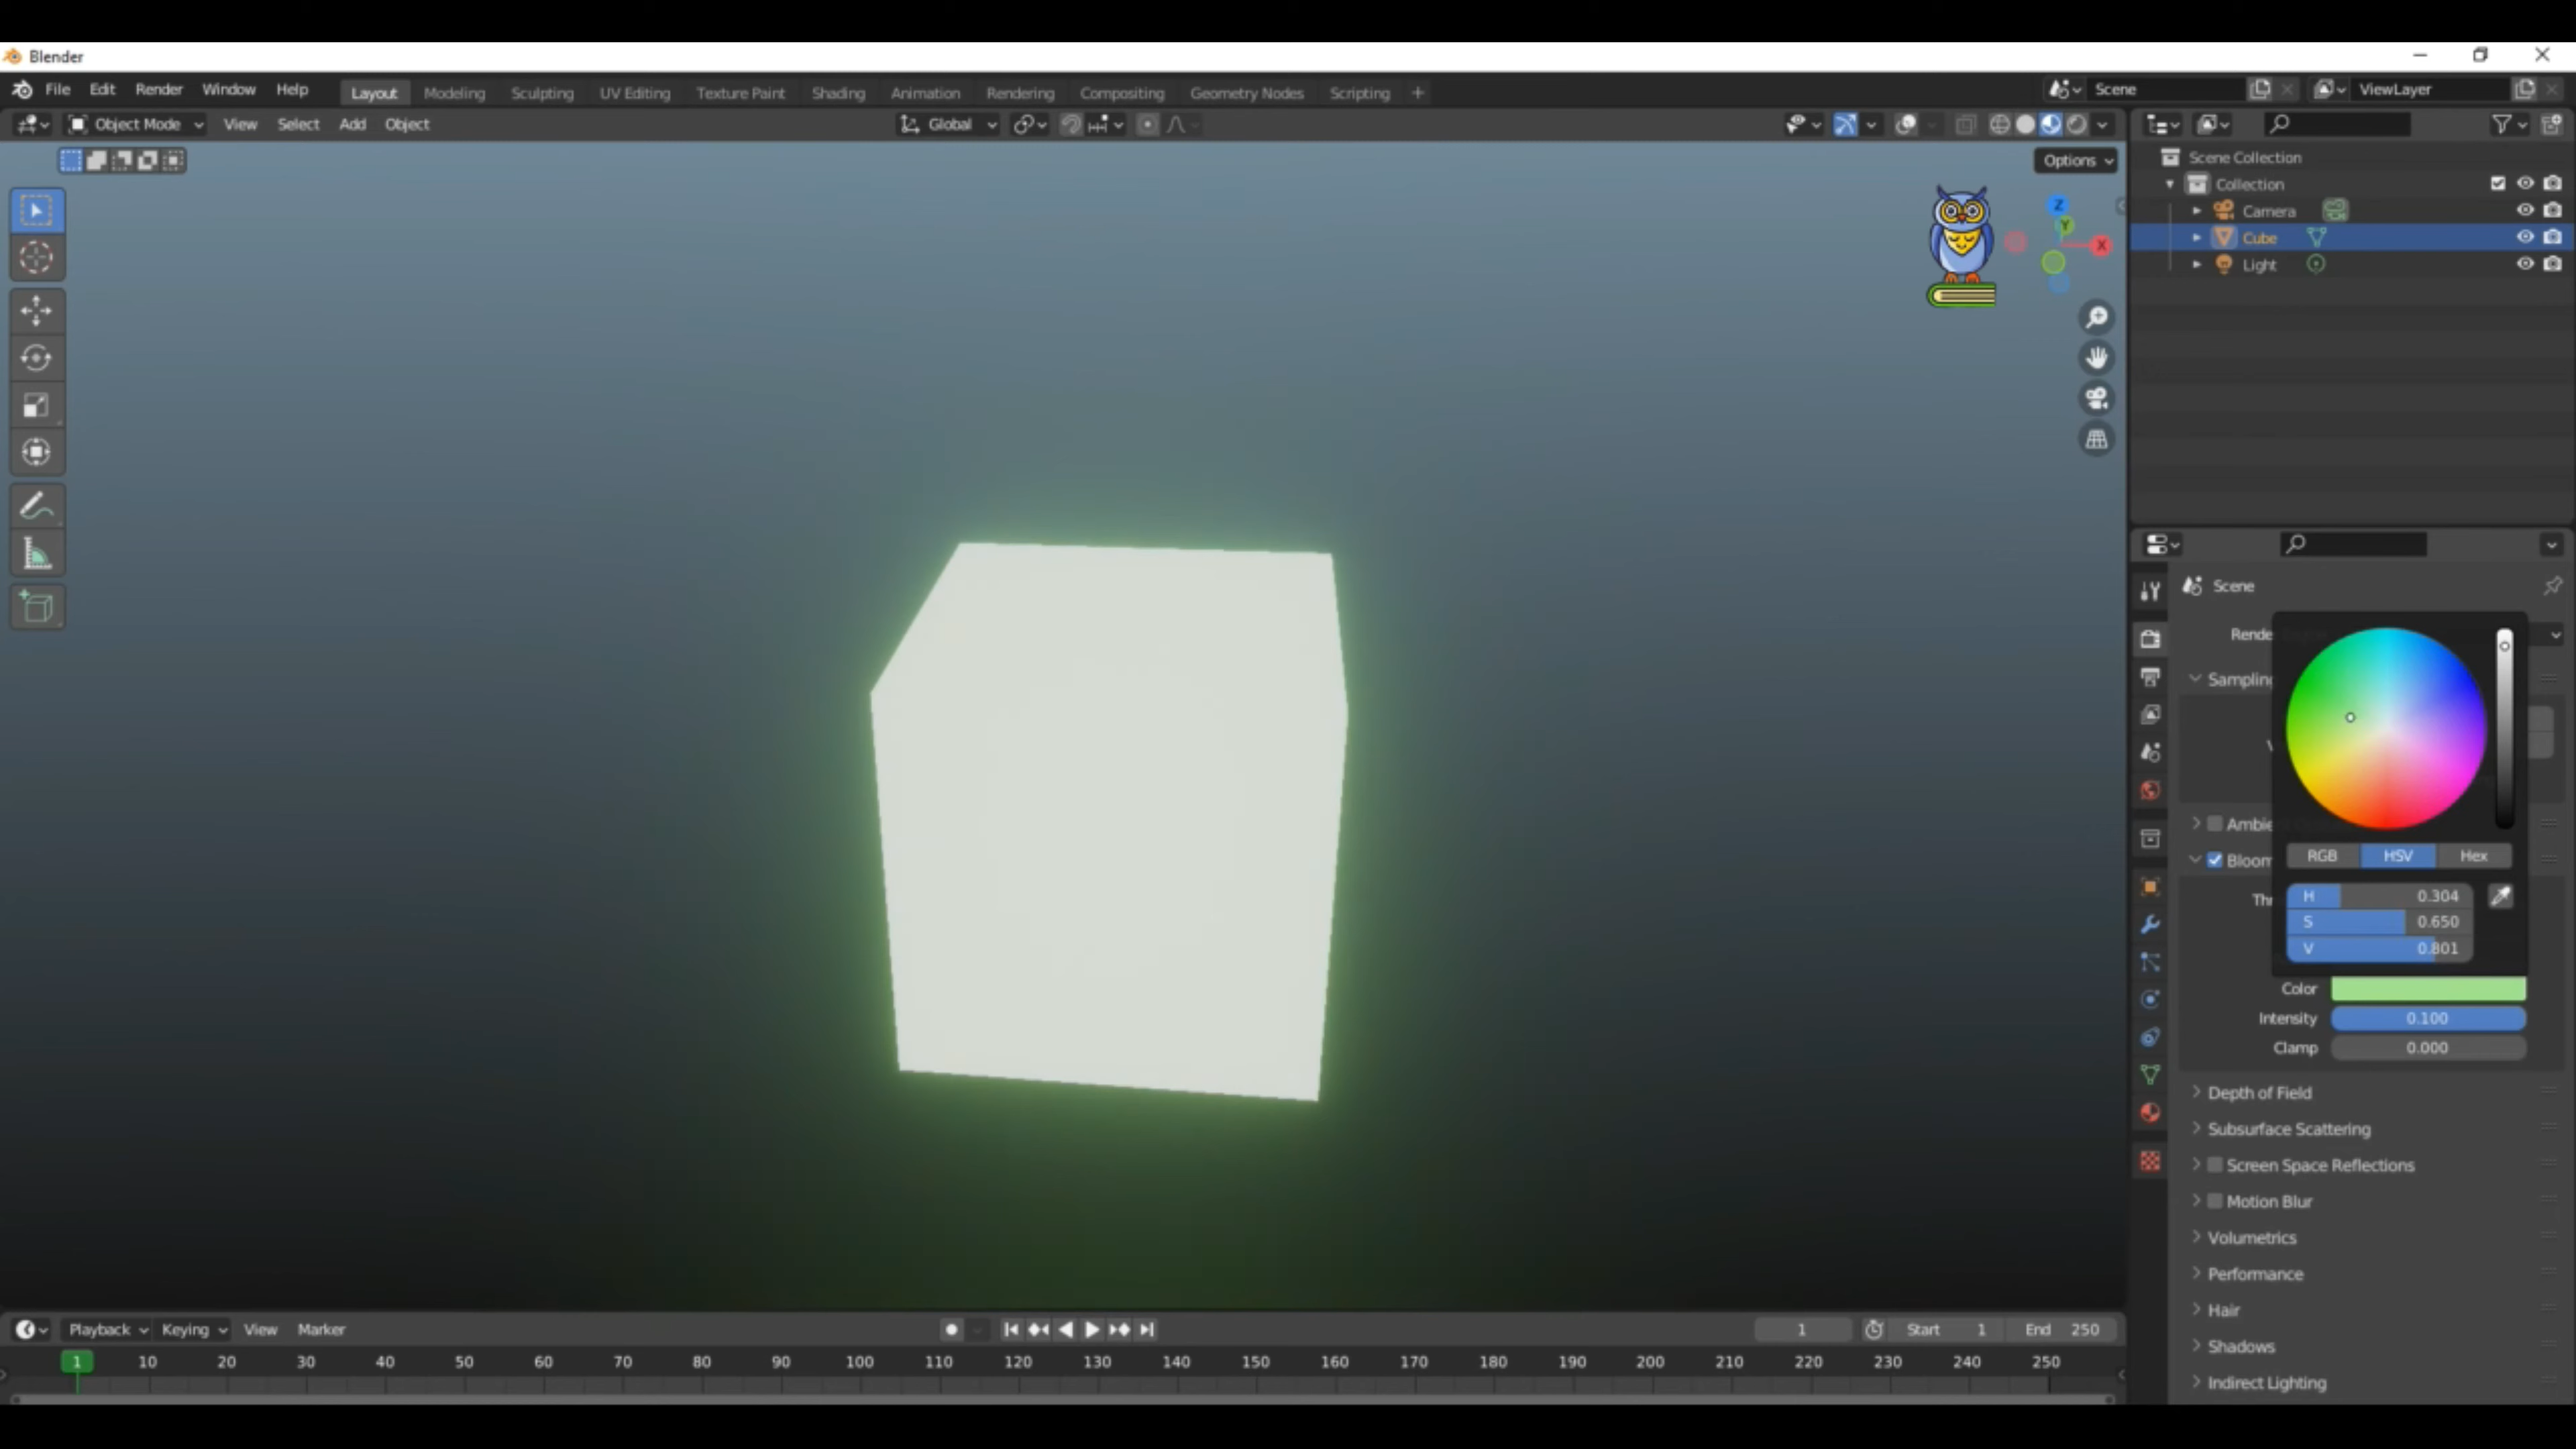 Blender
File Edit Render Window Help Layout Modeling Sculpting UV Editing Texture Paint Shading Animation Rendering Compositing Geometry Nodes Scripting + Scene ViewLayer
Object Mode View Select Add Object Global
Options
Z
Y
X
Scene Collection
Collection
Camera
Cube
Light
Scene
Rende
Sampling
V
Ambie
RGB HSV Hex
Bloom
H 0.304
Thr
S 0.650
V 0.801
Color
Intensity 0.100
Clamp 0.000
Depth of Field
Subsurface Scattering
Screen Space Reflections
Motion Blur
Volumetrics
Performance
Hair
Shadows
Indirect Lighting
Playback Keying View Marker 1 Start 1 End 250
1 10 20 30 40 50 60 70 80 90 100 110 120 130 140 150 160 170 180 190 200 210 220 230 240 250